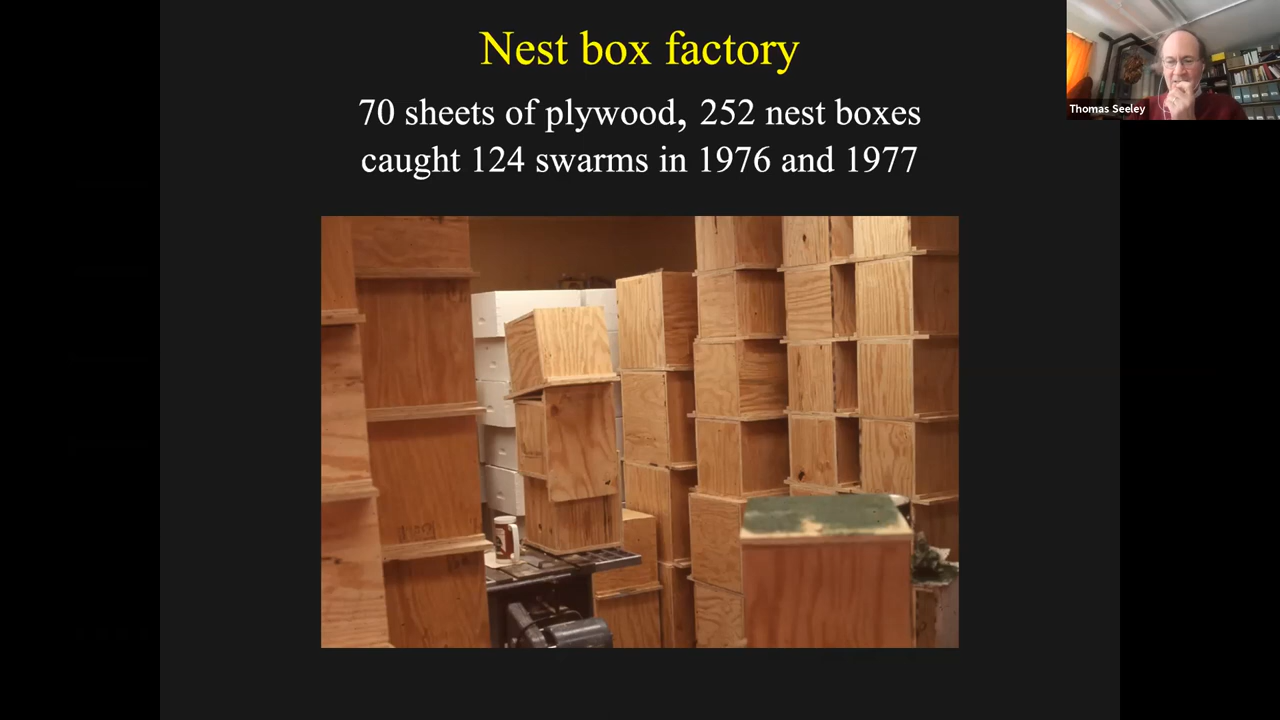 Nest box factory
70 sheets of plywood, 252 nest boxes
caught 124 swarms in 1976 and 1977
Thomas Seeley